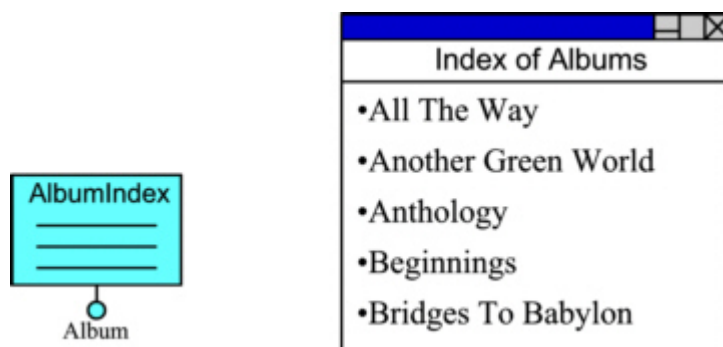 AlbumIndex
Album
Index of Albums
•All The Way
•Another Green World
•Anthology
•Beginnings
•Bridges To Babylon